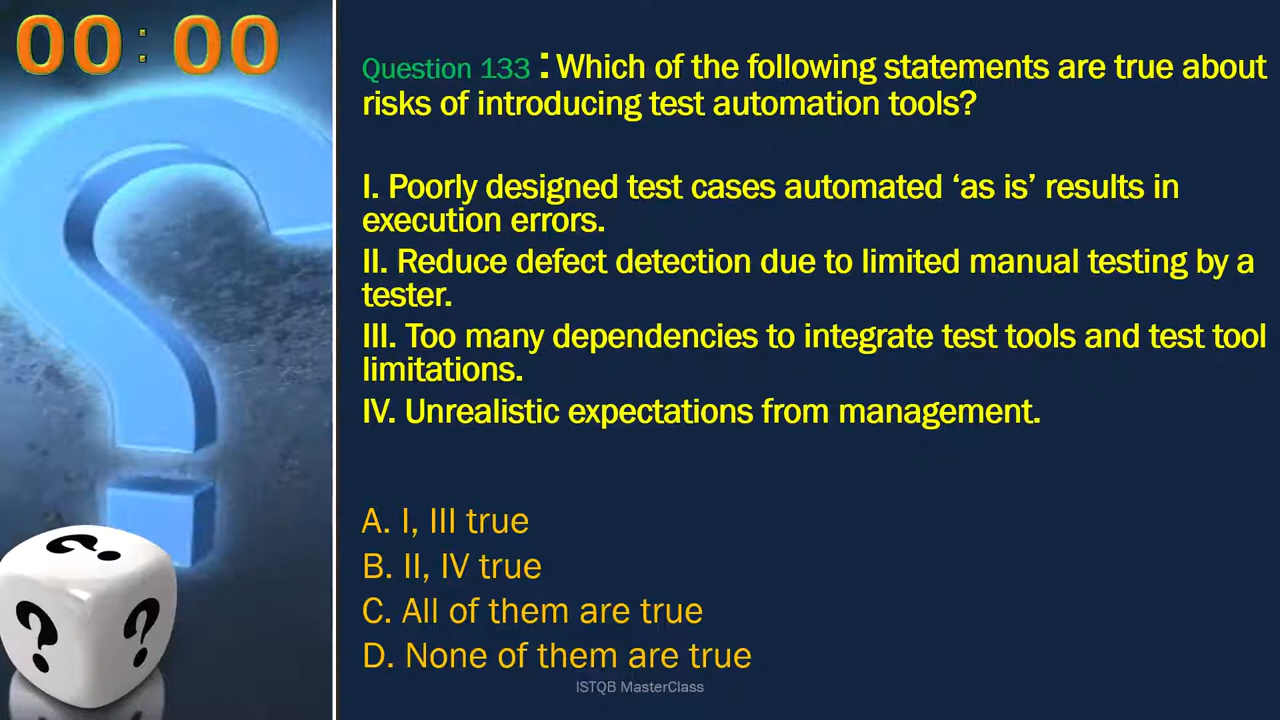 00:00
Question 133 : Which of the following statements are true about
risks of introducing test automation tools?
I. Poorly designed test cases automated ‘as is’ results in
execution errors.
II. Reduce defect detection due to limited manual testing by a
tester.
III. Too many dependencies to integrate test tools and test tool
limitations.
IV. Unrealistic expectations from management.
A. I, III true
B. II, IV true
C. All of them are true
D. None of them are true
ISTQB MasterClass